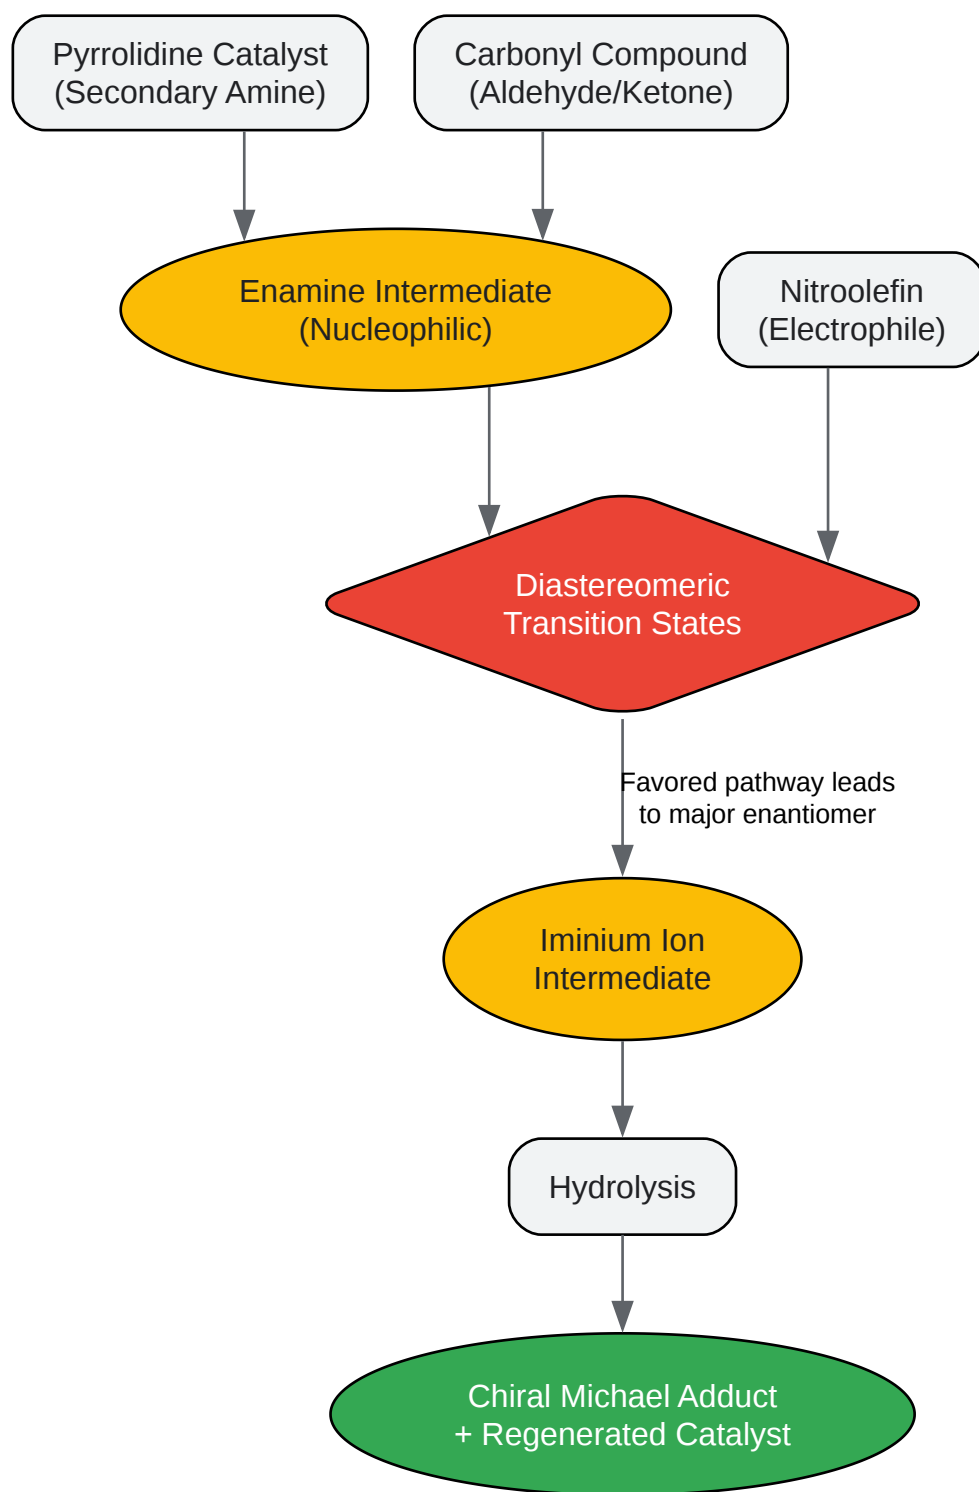 Pyrrolidine Catalyst
(Secondary Amine)
Carbonyl Compound
(Aldehyde/Ketone)
Enamine Intermediate
(Nucleophilic)
Nitroolefin
(Electrophile)
Diastereomeric
Transition States
Favored pathway leads
to major enantiomer
Iminium Ion
Intermediate
Hydrolysis
Chiral Michael Adduct
+ Regenerated Catalyst